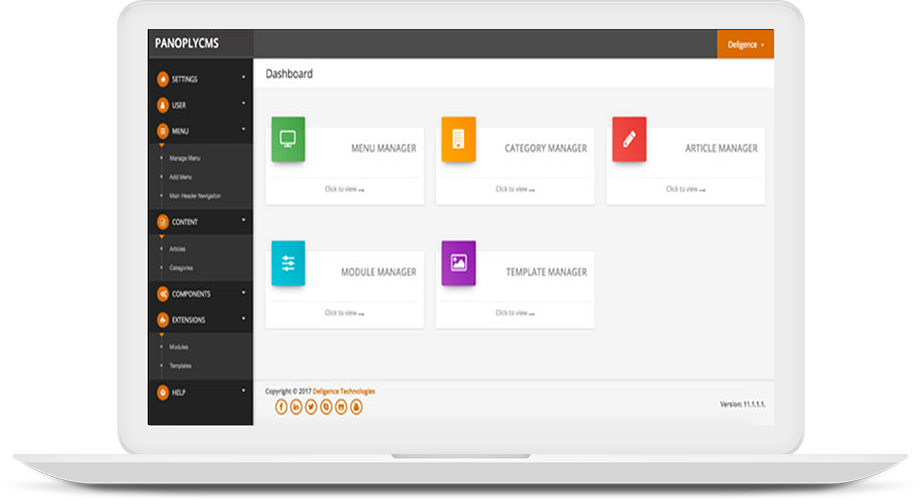 PANOPLYCMS
Deligence
SETTINGS
USER
MENU
Manage Menu
Add Menu
Main Header Navigation
CONTENT
Articles
Categories
COMPONENTS
EXTENSIONS
Modules
Templates
HELP
Dashboard
MENU MANAGER
Click to view
CATEGORY MANAGER
Click to view
ARTICLE MANAGER
Click to view
MODULE MANAGER
Click to view
TEMPLATE MANAGER
Click to view
Copyright © 2017 Deligence Technologies
Version: 11.1.1.1.